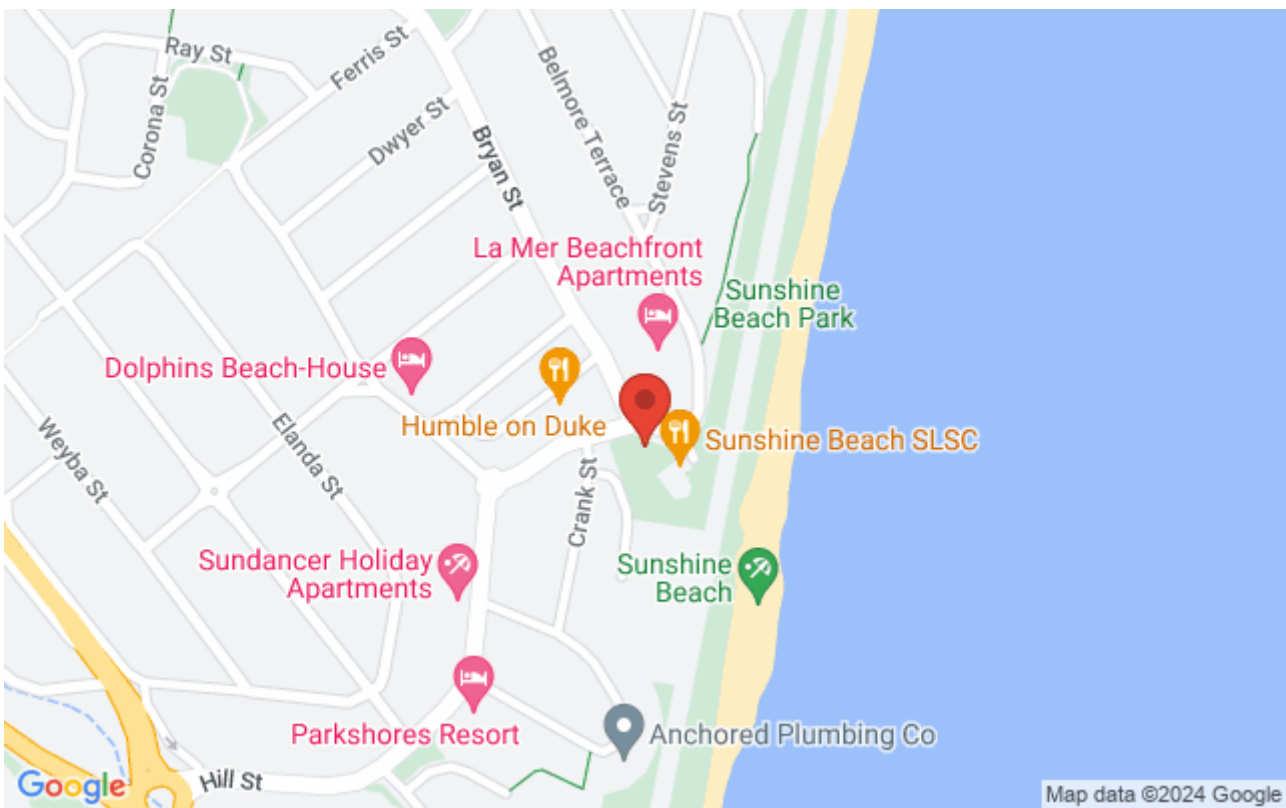 Ray St
Ferris St
Corona St
Dwyer St
Bryan St
Belmore Terrace
Stevens St
La Mer Beachfront
Apartments
Sunshine
Beach Park
Dolphins Beach-House
Humble on Duke
Sunshine Beach SLSC
Weyba St
Elanda St
Crank St
Sundancer Holiday
Apartments
Sunshine
Beach
Parkshores Resort
Anchored Plumbing Co
Hill St
Google
Map data ©2024 Google